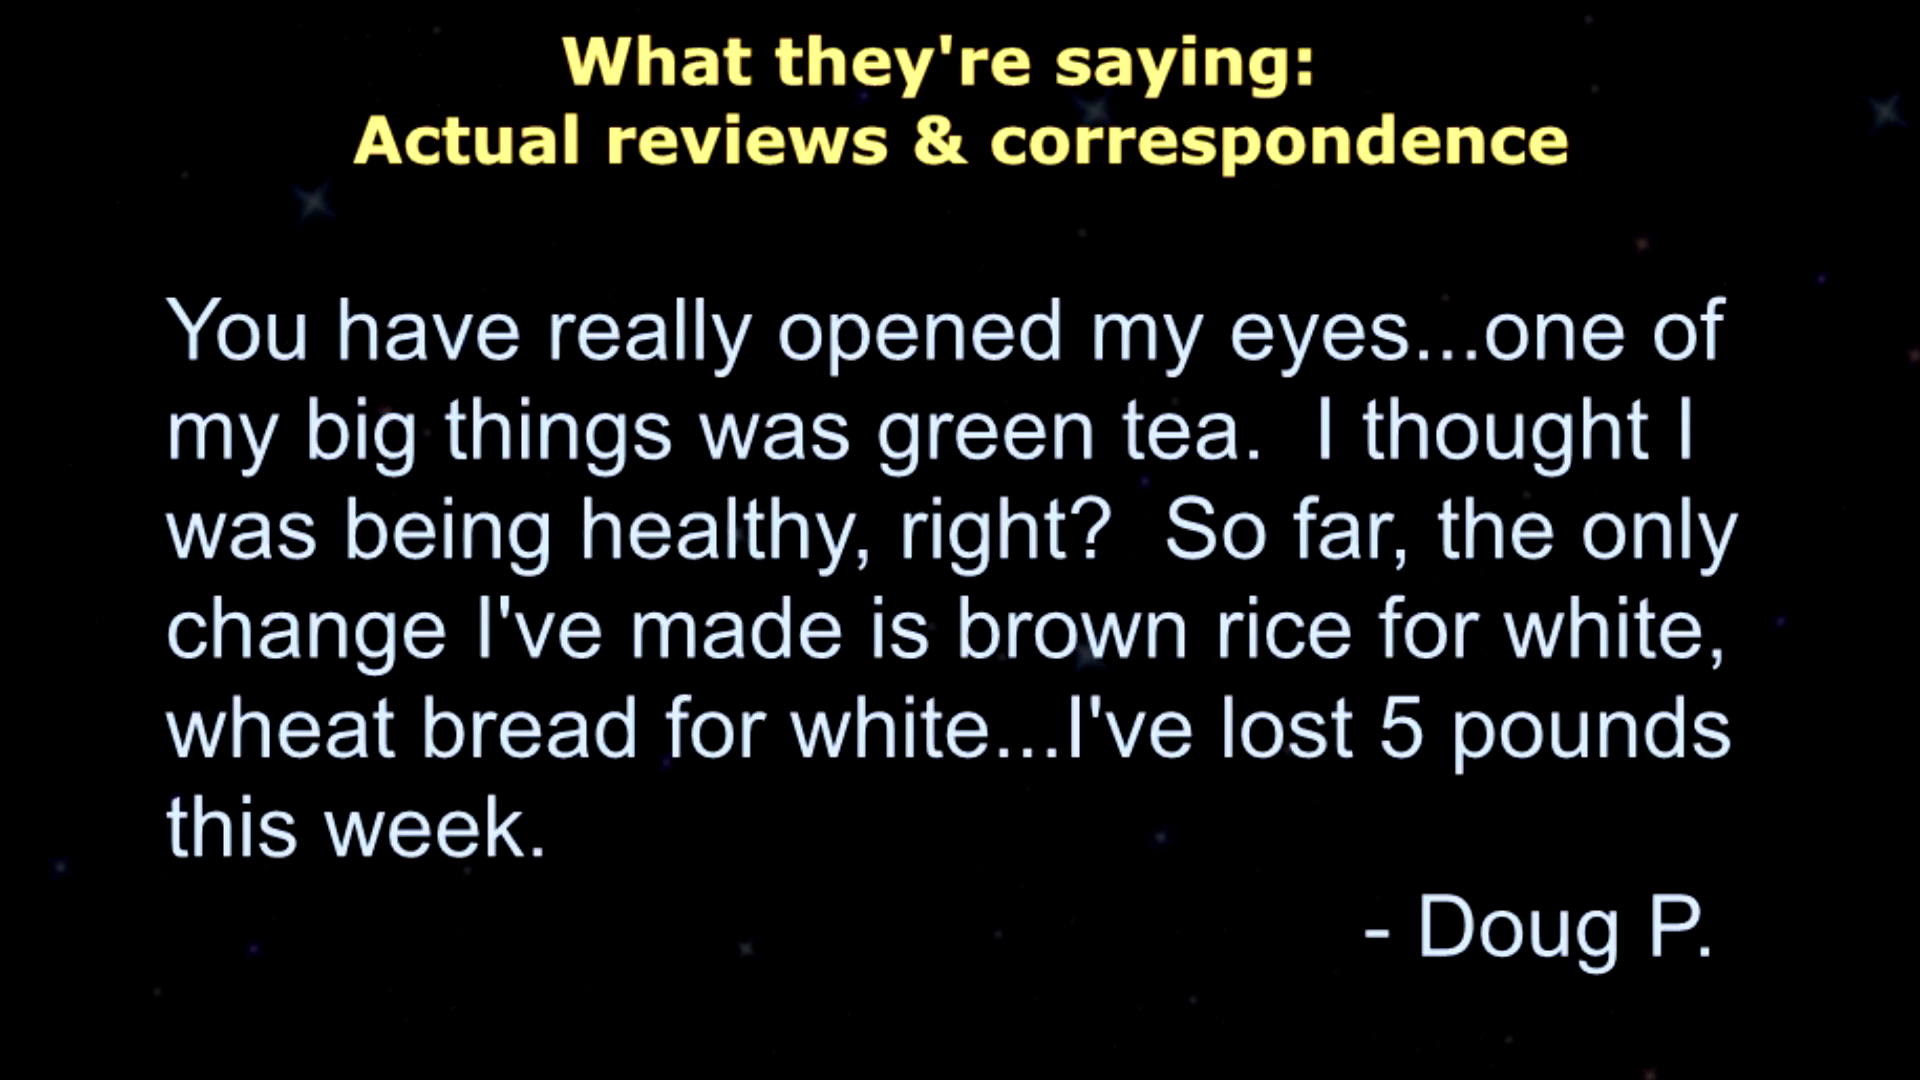 What they're saying:
Actual reviews & correspondence
You have really opened my eyes...one of
my big things was green tea.  I thought I
was being healthy, right?  So far, the only
change I've made is brown rice for white,
wheat bread for white...I've lost 5 pounds
this week.
- Doug P.